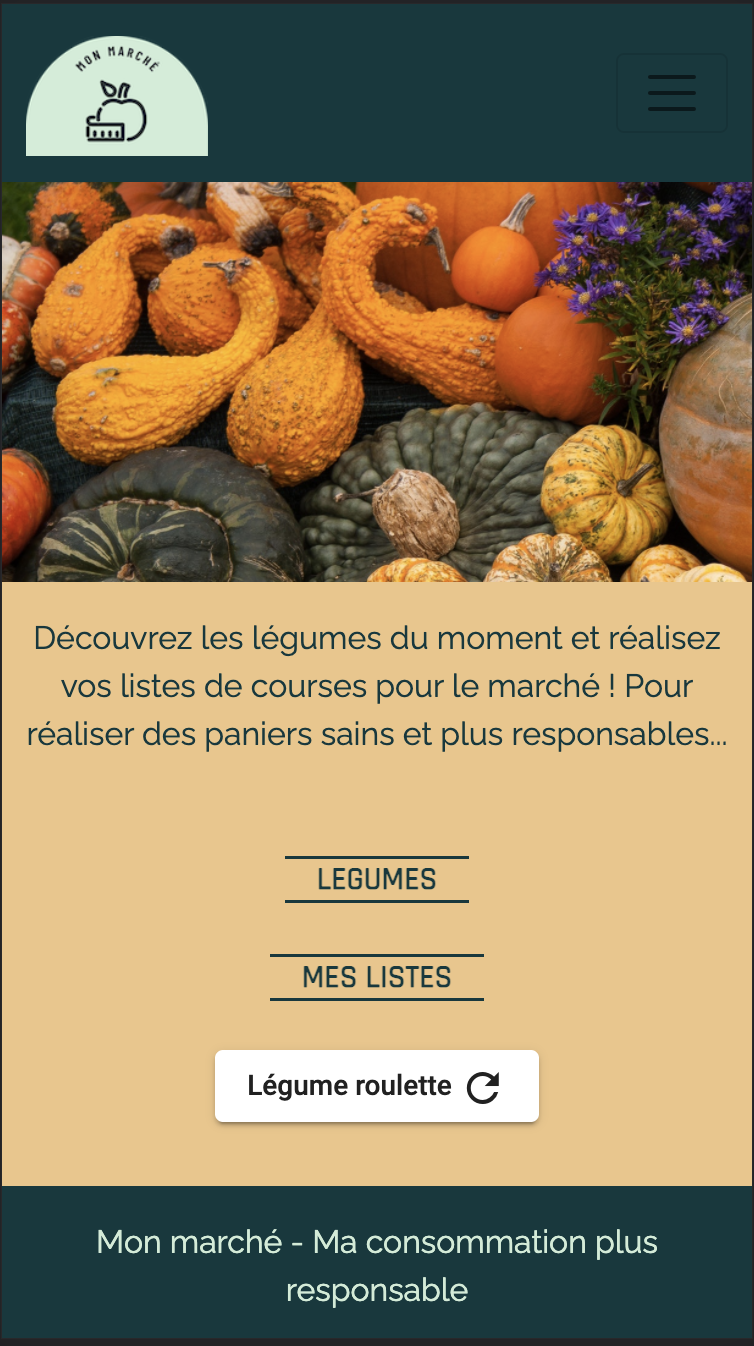 MON MARCHÉ
Découvrez les légumes du moment et réalisez
vos listes de courses pour le marché ! Pour
réaliser des paniers sains et plus responsables...
LEGUMES
MES LISTES
Légume roulette
Mon marché - Ma consommation plus
responsable